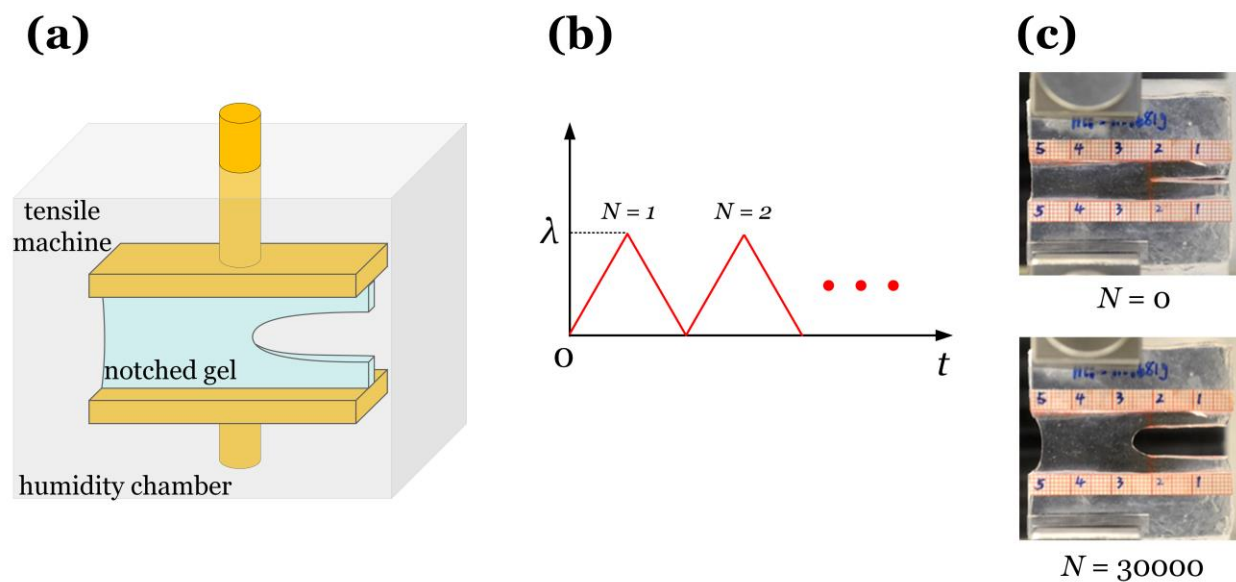 (a)
tensile
machine
notched gel
humidity chamber
(b)
N = 1
N = 2
λ
0
t
(c)
5 4 3 2 1
5 4 3 2 1
N = 0
5 4 3 2 1
5 4 3 2 1
N = 30000